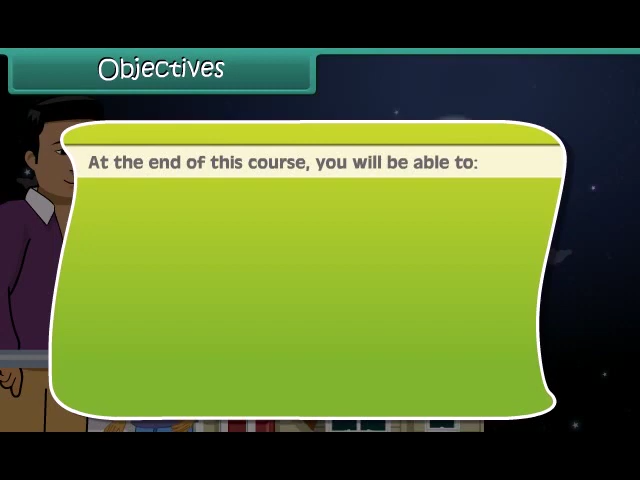 Objectives
At the end of this course, you will be able to: